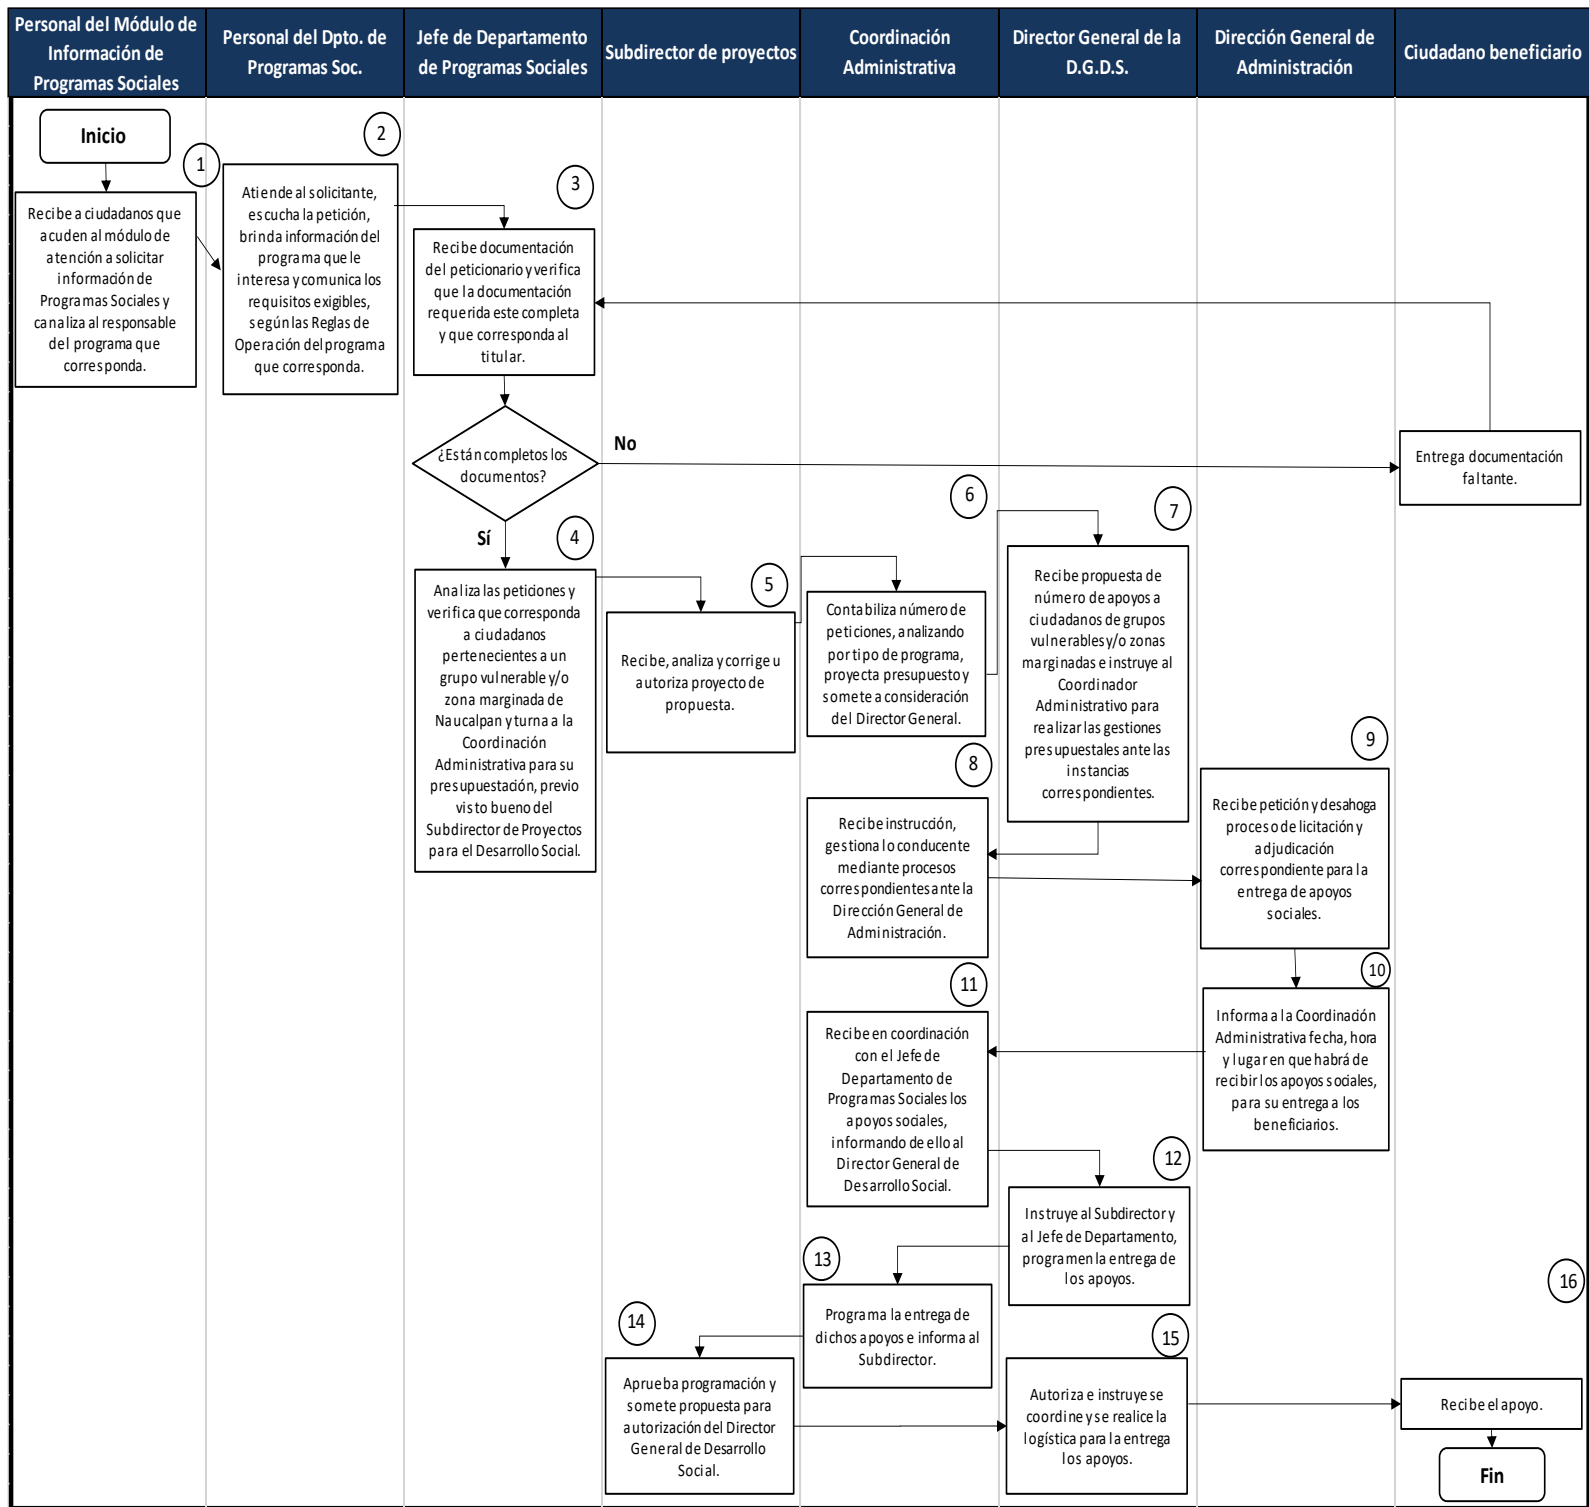 Personal del Módulo de
Información de
Programas Sociales
Personal del Dpto. de
Programas Soc.
Jefe de Departamento
de Programas Sociales
Subdirector de proyectos
Coordinación
Administrativa
Director General de la
D.G.D.S.
Dirección General de
Administración
Ciudadano beneficiario
Inicio
1
Recibe a ciudadanos que
acuden al módulo de
atención a solicitar
información de
Programas Sociales y
canaliza al responsable
del programa que
corresponda.
2
Atiende al solicitante,
escucha la petición,
brinda información del
programa que le
interesa y comunica los
requisitos exigibles,
según las Reglas de
Operación del programa
que corresponda.
3
Recibe documentación
del peticionario y verifica
que la documentación
requerida este completa
y que corresponda al
titular.
¿Están completos los
documentos?
No
Entrega documentación
faltante.
Sí
4
Analiza las peticiones y
verifica que corresponda
a ciudadanos
pertenecientes a un
grupo vulnerable y/o
zona marginada de
Naucalpan y turna a la
Coordinación
Administrativa para su
presupuestación, previo
visto bueno del
Subdirector de Proyectos
para el Desarrollo Social.
5
Recibe, analiza y corrige u
autoriza proyecto de
propuesta.
6
Contabiliza número de
peticiones, analizando
por tipo de programa,
proyecta presupuesto y
somete a consideración
del Director General.
7
Recibe propuesta de
número de apoyos a
ciudadanos de grupos
vulnerables y/o zonas
marginadas e instruye al
Coordinador
Administrativo para
realizar las gestiones
presupuestales ante las
instancias
correspondientes.
8
Recibe instrucción,
gestiona lo conducente
mediante procesos
correspondientes ante la
Dirección General de
Administración.
9
Recibe petición y desahoga
proceso de licitación y
adjudicación
correspondiente para la
entrega de apoyos
sociales.
10
Informa a la Coordinación
Administrativa fecha, hora
y lugar en que habrá de
recibir los apoyos sociales,
para su entrega a los
beneficiarios.
11
Recibe en coordinación
con el Jefe de
Departamento de
Programas Sociales los
apoyos sociales,
informando de ello al
Director General de
Desarrollo Social.
12
Instruye al Subdirector y
al Jefe de Departamento,
programen la entrega de
los apoyos.
13
Programa la entrega de
dichos apoyos e informa al
Subdirector.
14
Aprueba programación y
somete propuesta para
autorización del Director
General de Desarrollo
Social.
15
Autoriza e instruye se
coordine y se realice la
logística para la entrega
los apoyos.
16
Recibe el apoyo.
Fin